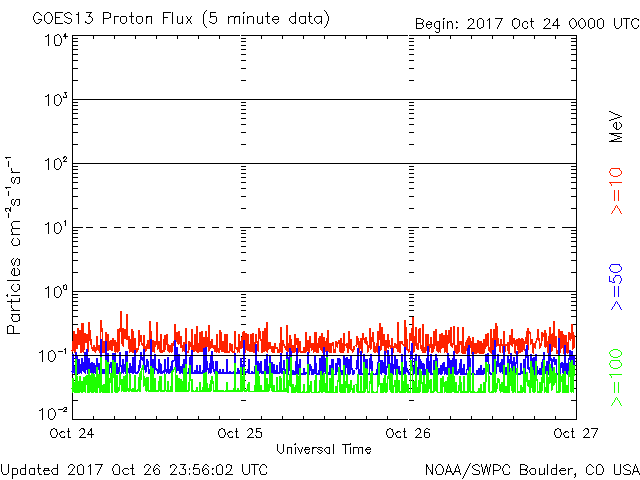 GOES13 Proton Flux (5 minute data)
Begin: 2017 Oct 24 0000 UTC
Particles cm⁻²s⁻¹sr⁻¹
10⁴
10³
10²
10¹
10⁰
10⁻¹
10⁻²
Oct 24
Oct 25
Oct 26
Oct 27
Universal Time
MeV
>=10
>=50
>=100
Updated 2017 Oct 26 23:56:02 UTC
NOAA/SWPC Boulder, CO USA